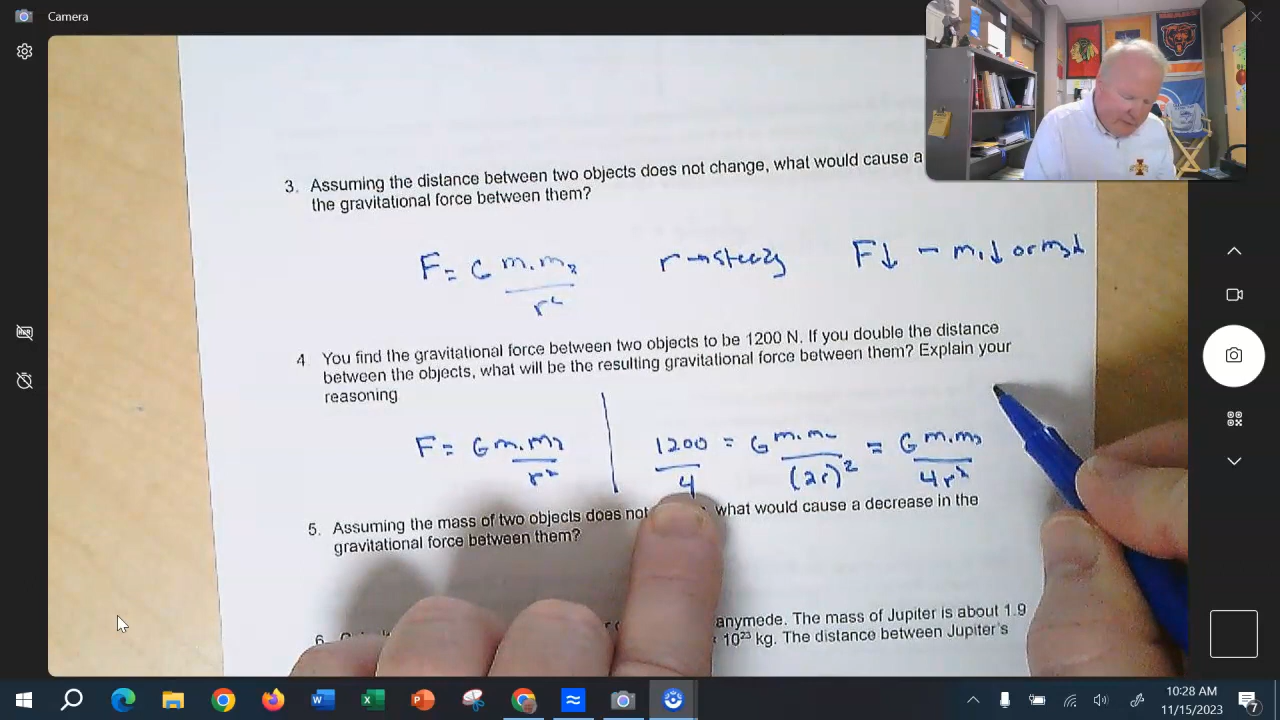 Camera
BEARS
3. Assuming the distance between two objects does not change, what would cause a
the gravitational force between them?
F = G m₁m₂ / r² r → steady F↓ – m₁↓ or m₂↓
4. You find the gravitational force between two objects to be 1200 N. If you double the distance
between the objects, what will be the resulting gravitational force between them? Explain your
reasoning
F = G m₁m₂ / r² | 1200 / 4 = G m₁m₂ / (2r)² = G m₁m₂ / 4r²
5. Assuming the mass of two objects does not what would cause a decrease in the
gravitational force between them?
6. anymede. The mass of Jupiter is about 1.9
10²³ kg. The distance between Jupiter's
10:28 AM
11/15/2023
7